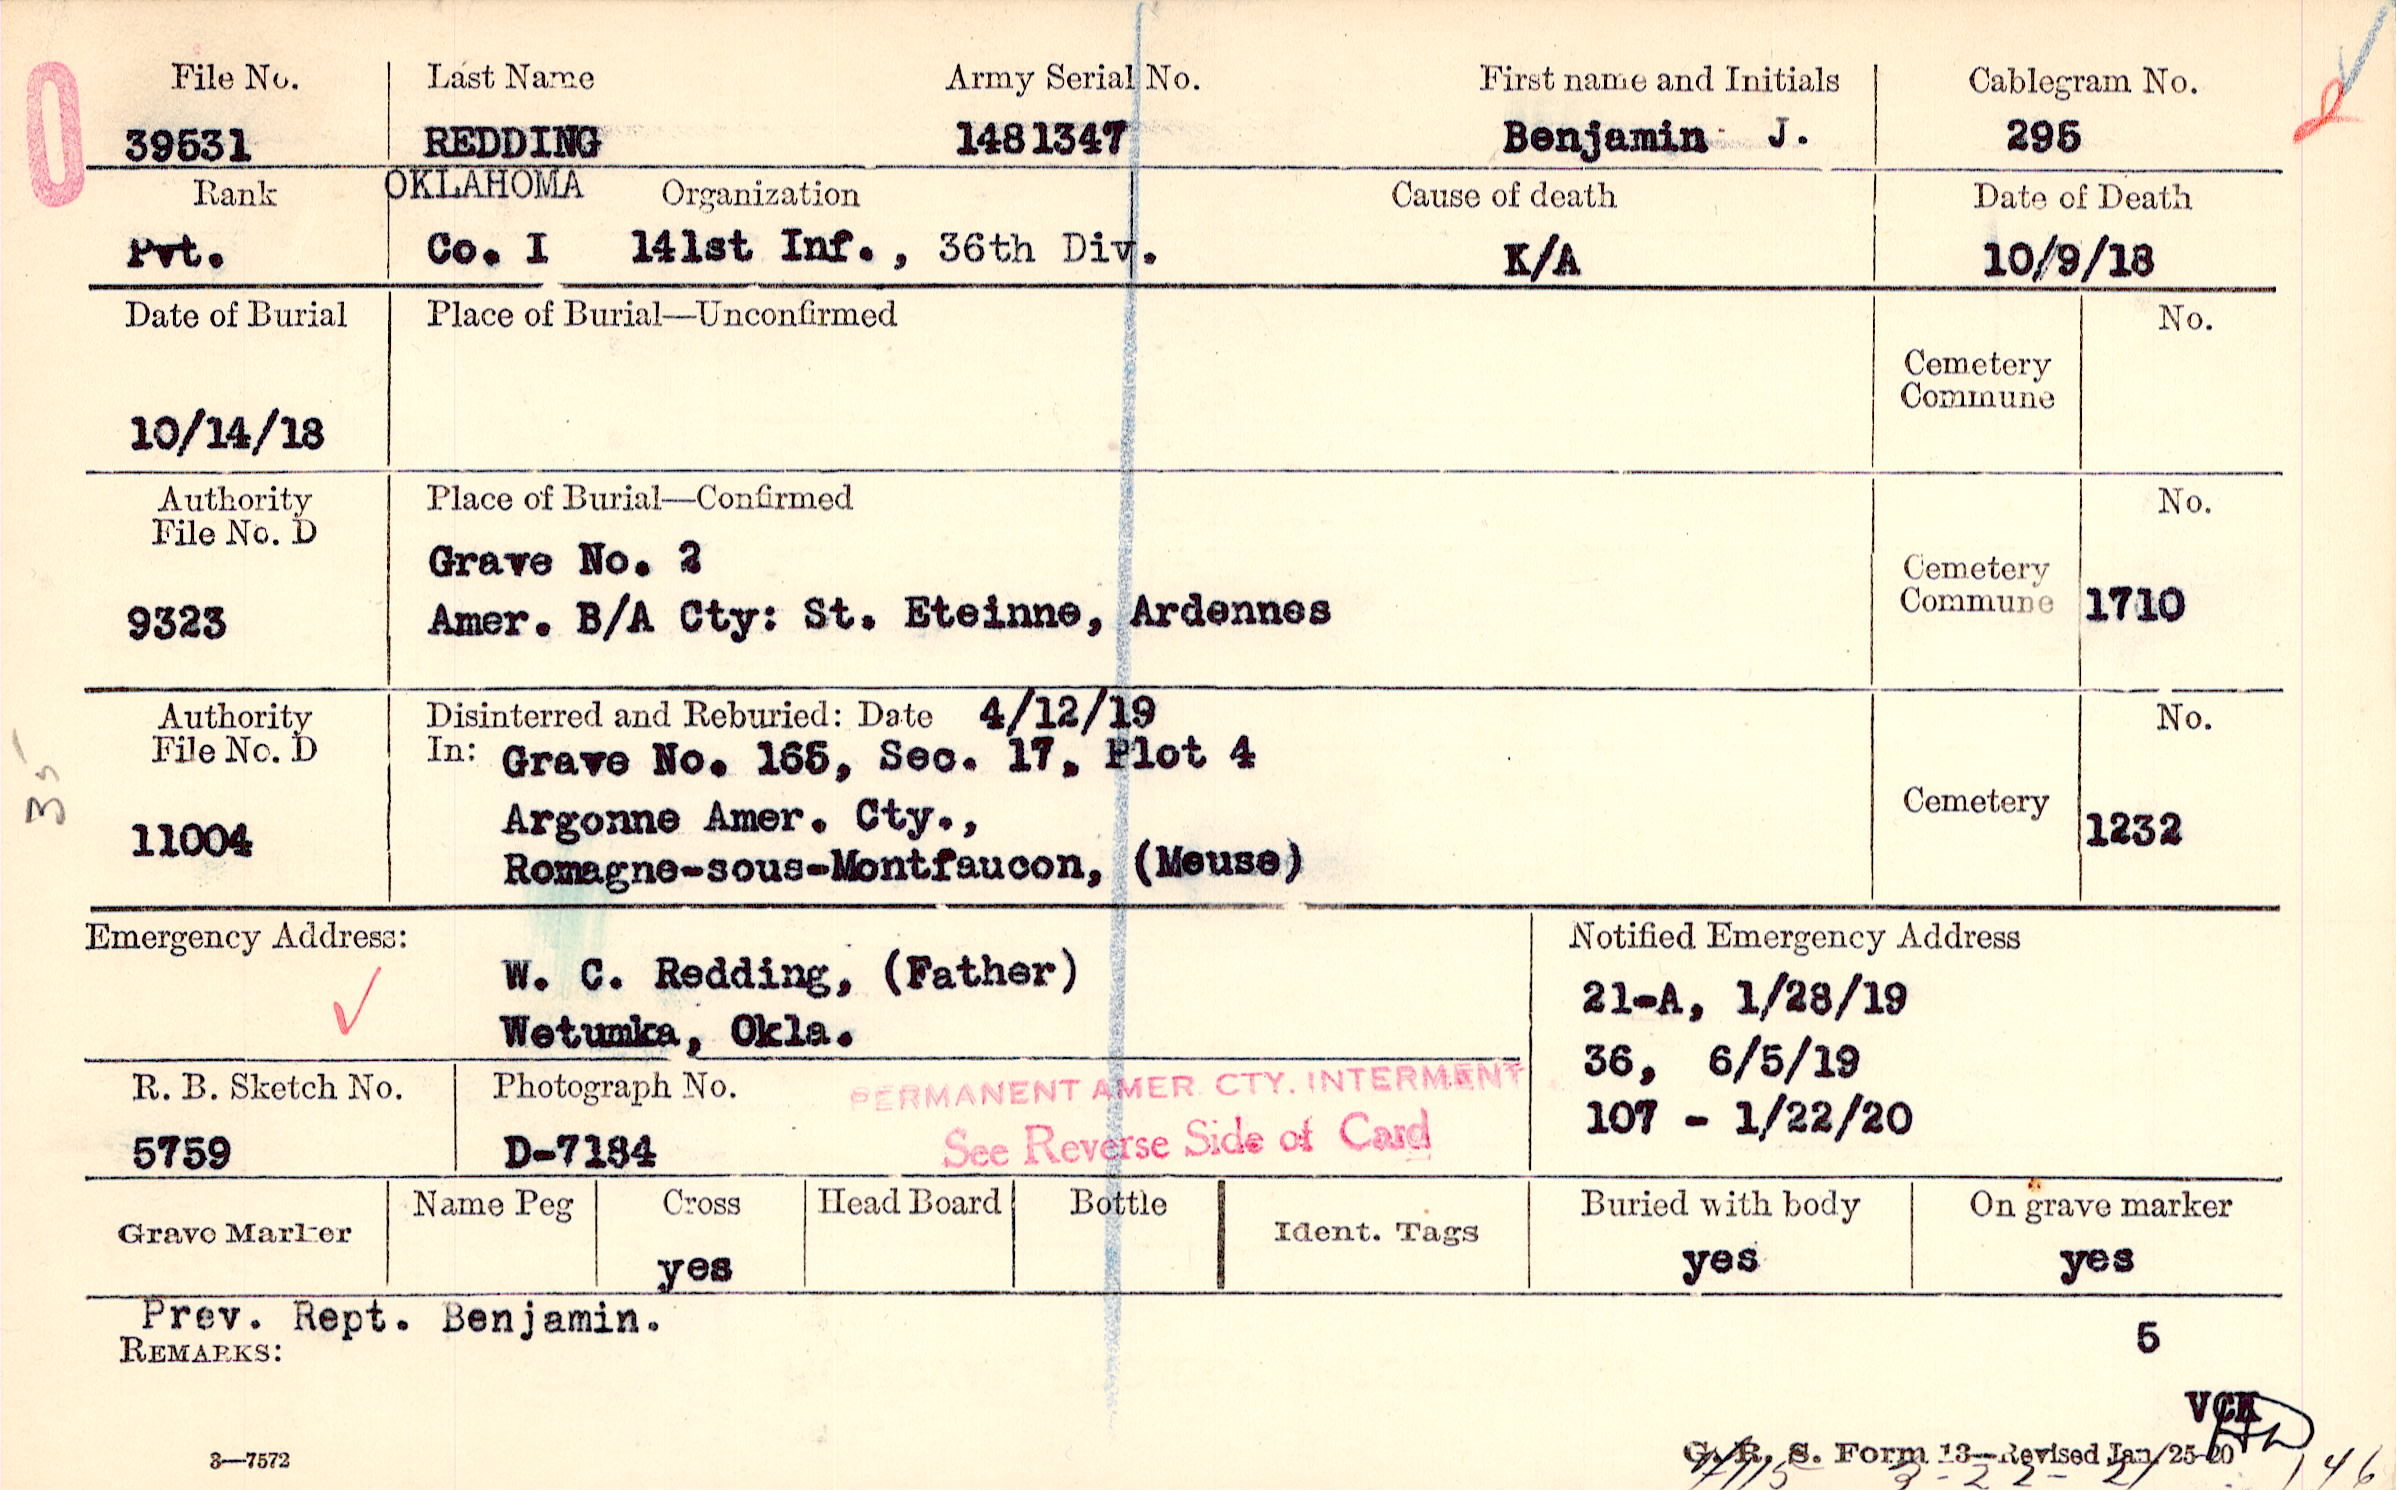 File No. Last Name Army Serial No. First name and Initials Cablegram No.
39531 REDDING 1481347 Benjamin J. 295
Rank OKLAHOMA Organization Cause of death Date of Death
Pvt. Co. I 141st Inf., 36th Div. K/A 10/9/18
Date of Burial Place of Burial—Unconfirmed No.
Cemetery
Commune
10/14/18
Authority Place of Burial—Confirmed No.
File No. D
Grave No. 2
Cemetery
Commune 1710
9323 Amer. B/A Cty: St. Eteinne, Ardennes
Authority Disinterred and Reburied: Date 4/12/19 No.
File No. D In: Grave No. 165, Sec. 17, Plot 4
35
Argonne Amer. Cty., Cemetery
11004 1232
Romagne-sous-Montfaucon, (Meuse)
Emergency Address: Notified Emergency Address
W. C. Redding, (Father) 21-A, 1/28/19
Wetumka, Okla. 36, 6/5/19
R. B. Sketch No. Photograph No. PERMANENT AMER CTY. INTERMENT
107 - 1/22/20
5759 D-7184 See Reverse Side of Card
Grave Marker Name Peg Cross Head Board Bottle Ident. Tags Buried with body On grave marker
yes yes yes
Prev. Rept. Benjamin.
REMARKS: 5
VCK
3—7572 G. R. S. Form 13—Revised Jan/25-20
146